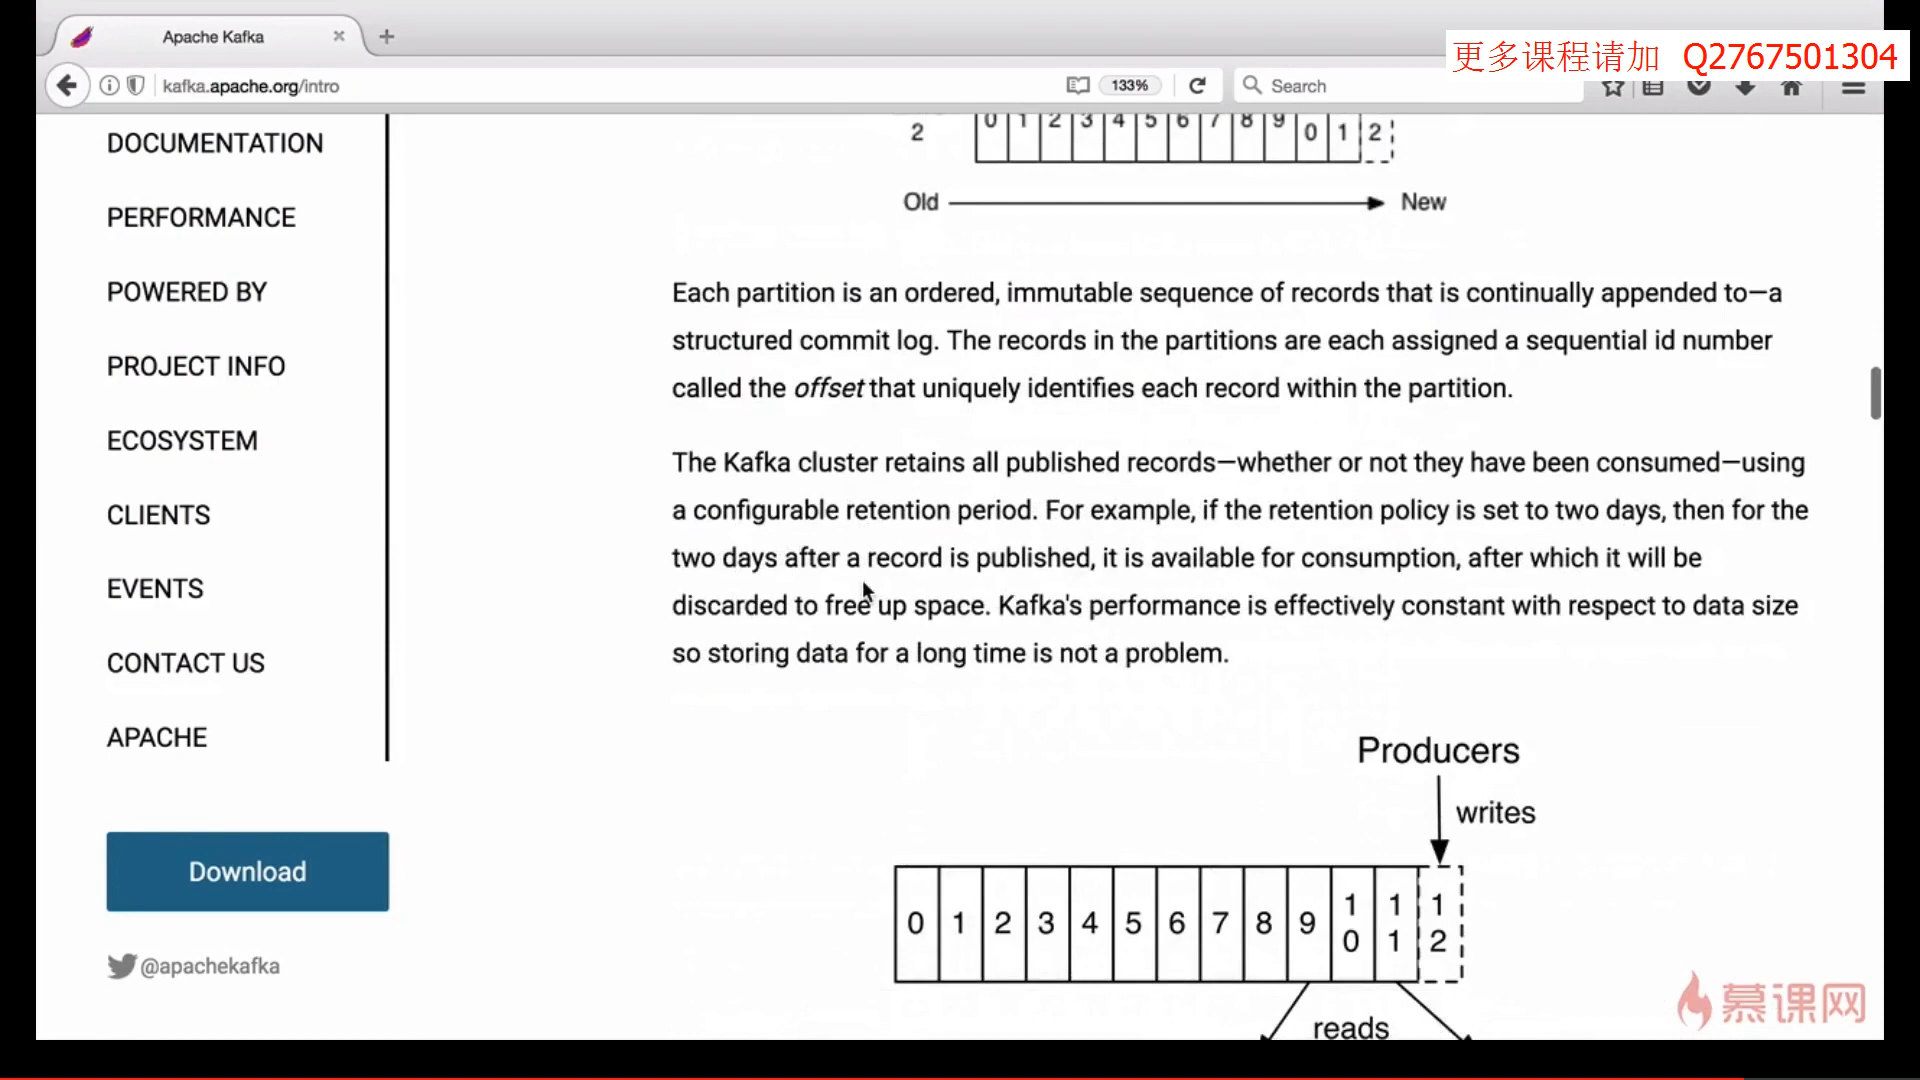 Apache Kafka
更多课程请加 Q2767501304
kafka.apache.org/intro
133%
Search
DOCUMENTATION
PERFORMANCE
POWERED BY
PROJECT INFO
ECOSYSTEM
CLIENTS
EVENTS
CONTACT US
APACHE
Download
@apachekafka
2 0 1 2 3 4 5 6 7 8 9 0 1 2
Old New
Each partition is an ordered, immutable sequence of records that is continually appended to—a
structured commit log. The records in the partitions are each assigned a sequential id number
called the offset that uniquely identifies each record within the partition.
The Kafka cluster retains all published records—whether or not they have been consumed—using
a configurable retention period. For example, if the retention policy is set to two days, then for the
two days after a record is published, it is available for consumption, after which it will be
discarded to free up space. Kafka's performance is effectively constant with respect to data size
so storing data for a long time is not a problem.
Producers
writes
0 1 2 3 4 5 6 7 8 9 10 11 12
reads
慕课网